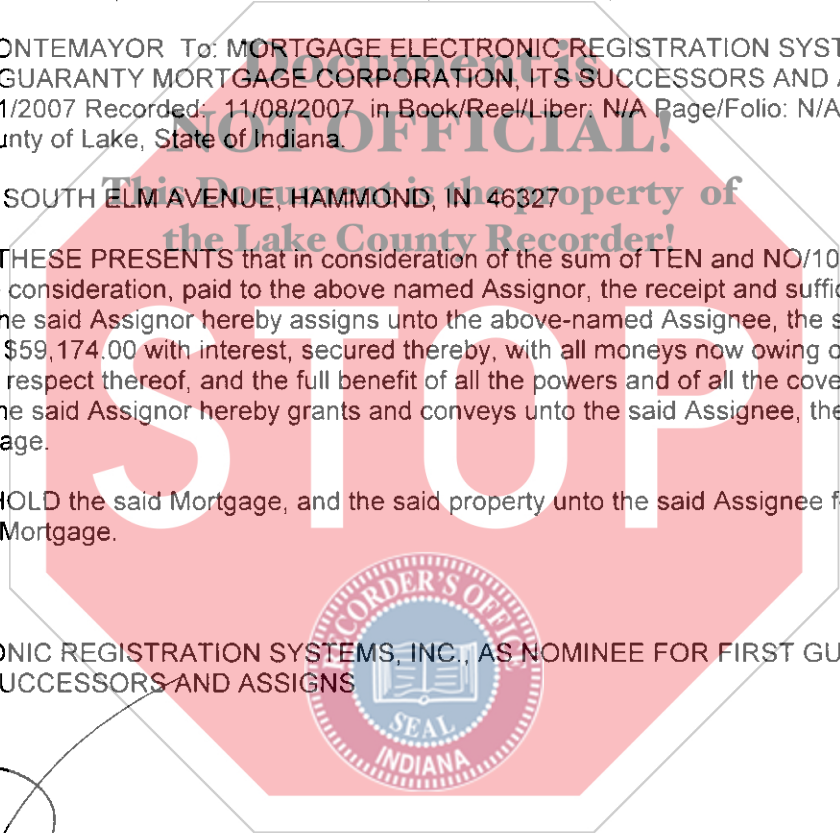 ONTEMAYOR To: MORTGAGE ELECTRONIC REGISTRATION SYST
Document is
GUARANTY MORTGAGE CORPORATION, ITS SUCCESSORS AND A
1/2007 Recorded: 11/08/2007 in Book/Reel/Liber: N/A Page/Folio: N/A
NOT OFFICIAL!
unty of Lake, State of Indiana.
This Document is the property of
SOUTH ELM AVENUE, HAMMOND, IN 46327
the Lake County Recorder!
THESE PRESENTS that in consideration of the sum of TEN and NO/10
consideration, paid to the above named Assignor, the receipt and suffic
he said Assignor hereby assigns unto the above-named Assignee, the s
$59,174.00 with interest, secured thereby, with all moneys now owing o
respect thereof, and the full benefit of all the powers and of all the cove
he said Assignor hereby grants and conveys unto the said Assignee, the
age.
STOP
HOLD the said Mortgage, and the said property unto the said Assignee f
Mortgage.
RECORDER'S OFFICE
ONIC REGISTRATION SYSTEMS, INC., AS NOMINEE FOR FIRST GU
UCCESSORS AND ASSIGNS
SEAL
INDIANA